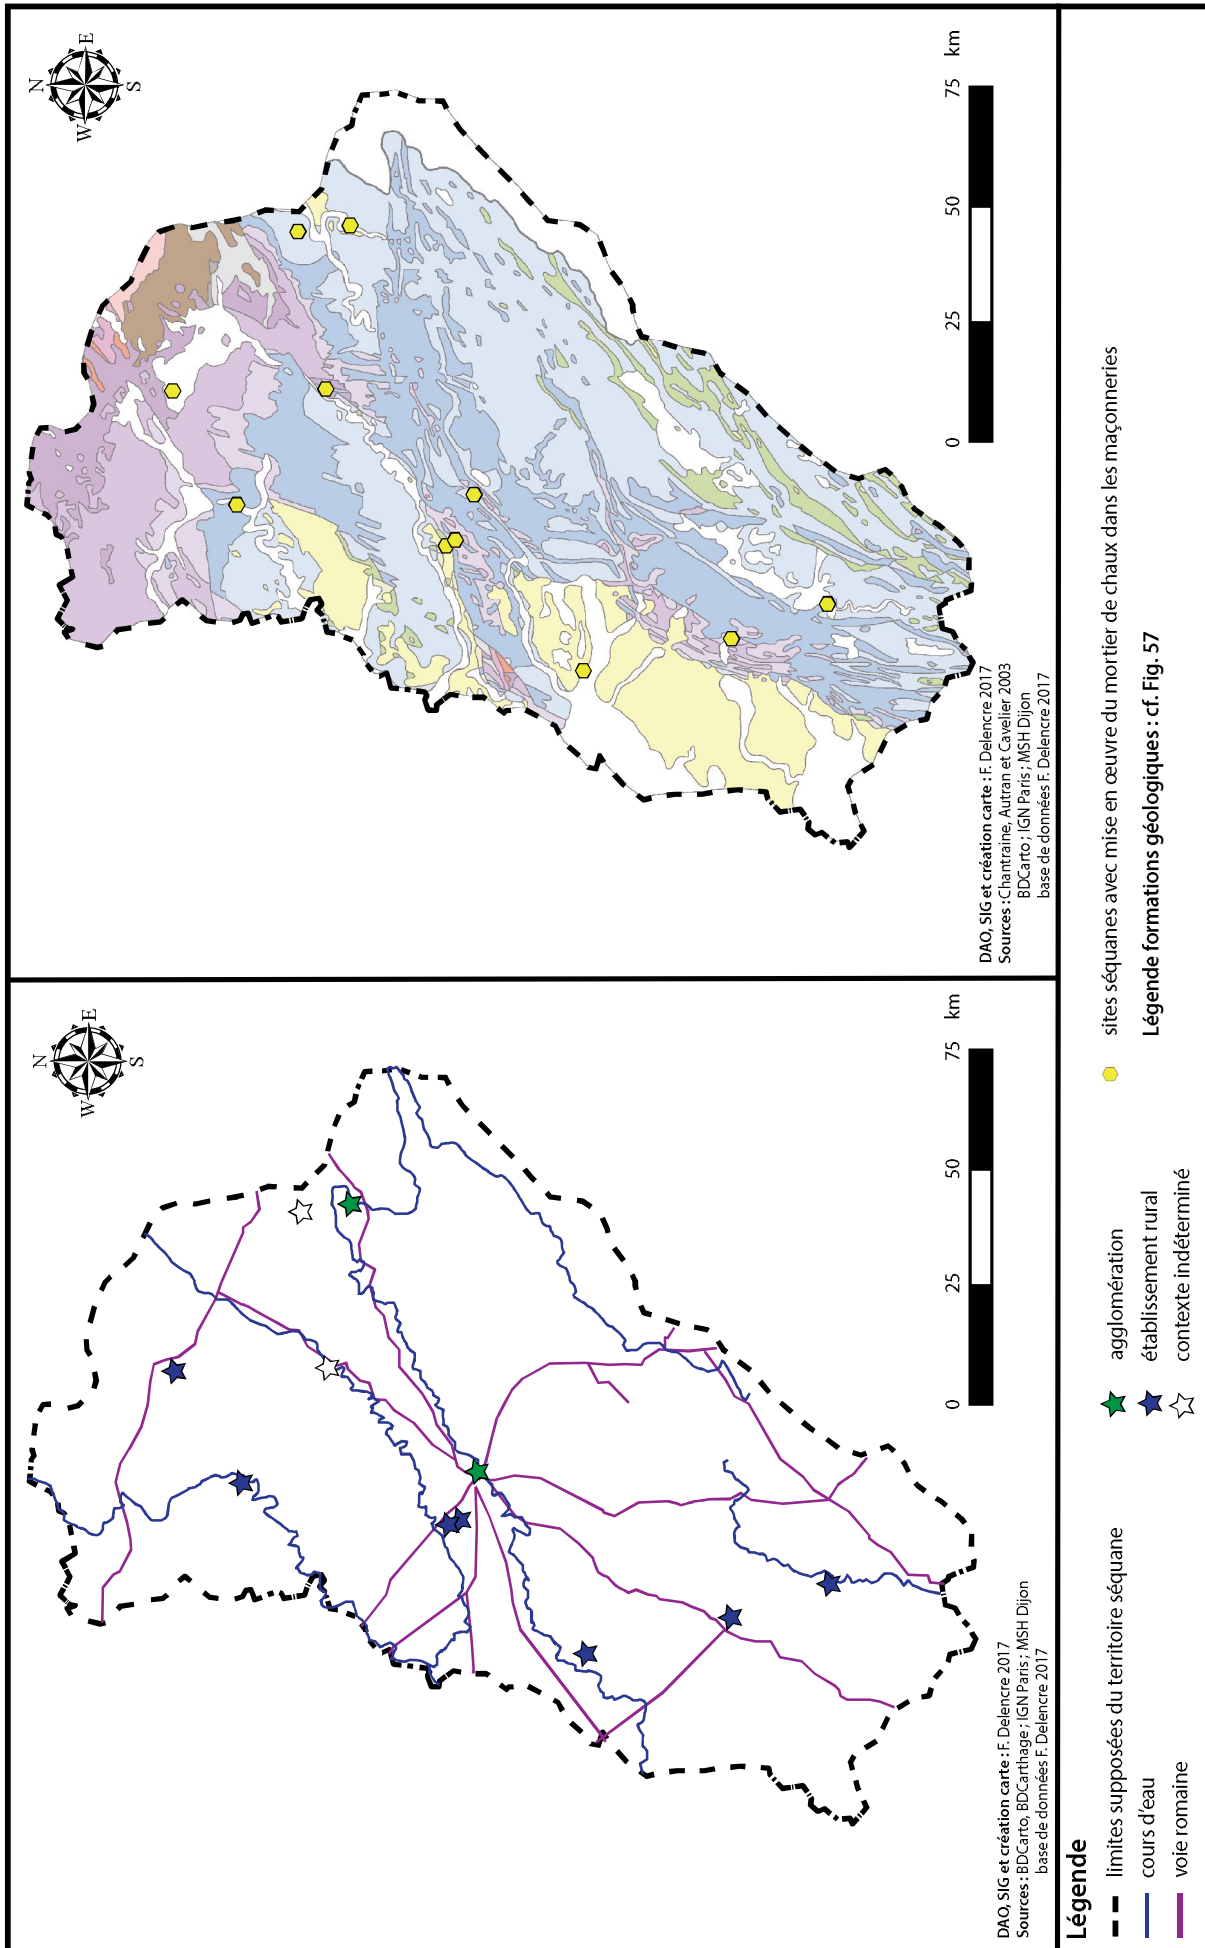 N
E
S
W
0
25
50
75
km
DAO, SIG et création carte : F. Delencre 2017
Sources : BDCarto, BDCarthage ; IGN Paris ; MSH Dijon
base de données F. Delencre 2017
N
E
S
W
0
25
50
75
km
DAO, SIG et création carte : F. Delencre 2017
Sources : Chantraine, Autran et Cavelier 2003
BDCarto ; IGN Paris ; MSH Dijon
base de données F. Delencre 2017
Légende
limites supposées du territoire séquane
cours d'eau
voie romaine
agglomération
établissement rural
contexte indéterminé
sites séquanes avec mise en œuvre du mortier de chaux dans les maçonneries
Légende formations géologiques : cf. Fig. 57